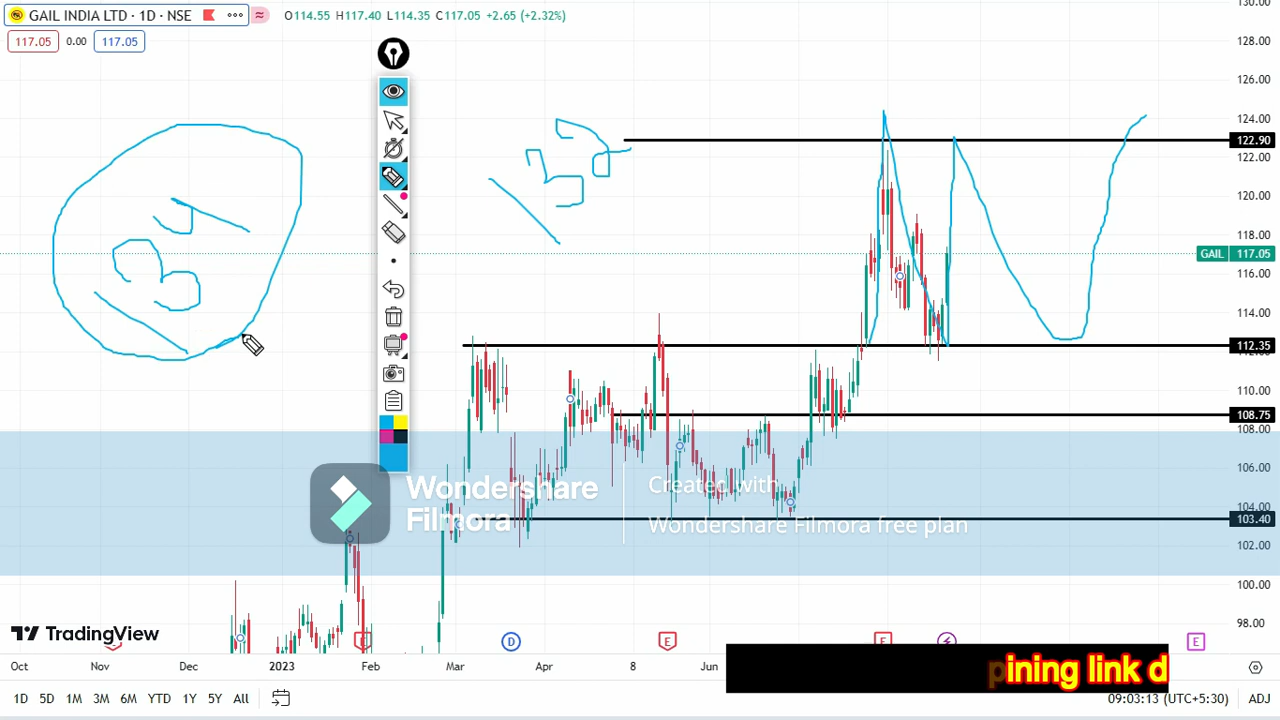 GAIL INDIA LTD · 1D · NSE O114.55 H117.40 L114.35 C117.05 +2.65 (+2.32%)
117.05 0.00 117.05
130.00
128.00
126.00
124.00
122.90
122.00
120.00
118.00
GAIL 117.05
116.00
114.00
112.35
110.00
108.75
108.00
106.00
104.00
103.40
102.00
100.00
98.00
Wondershare
Filmora
Created with
Wondershare Filmora free plan
TradingView
E E D E E E
pining link d
Oct Nov Dec 2023 Feb Mar Apr 8 Jun
1D 5D 1M 3M 6M YTD 1Y 5Y All 09:03:13 (UTC+5:30) ADJ